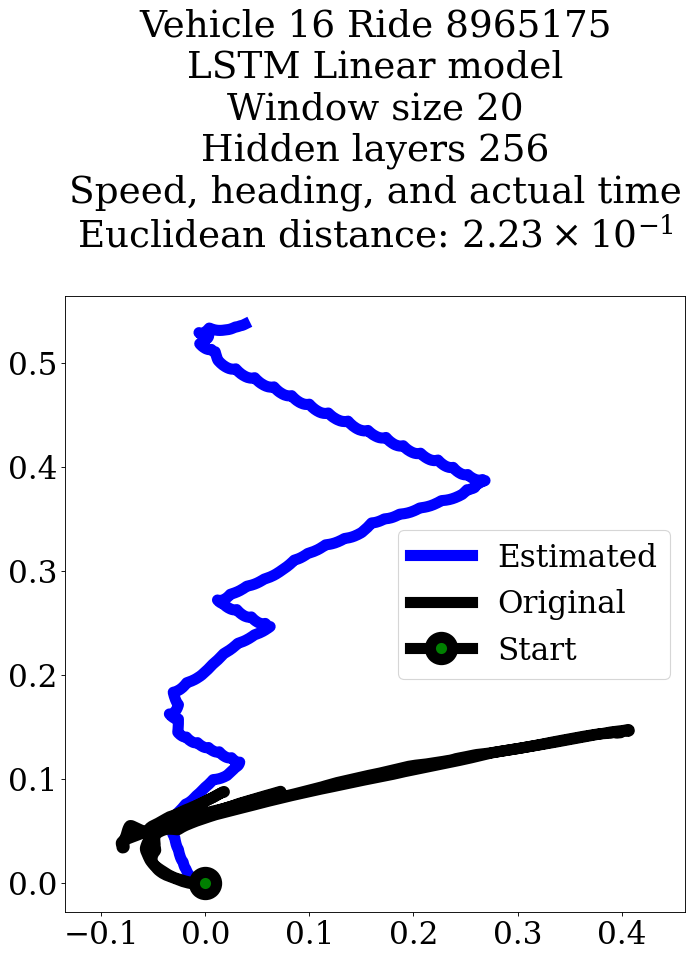 Vehicle 16 Ride 8965175
LSTM Linear model
Window size 20
Hidden layers 256
Speed, heading, and actual time
Euclidean distance: 2.23 × 10⁻¹
0.5
0.4
0.3
0.2
0.1
0.0
Estimated
Original
Start
−0.1
0.0
0.1
0.2
0.3
0.4